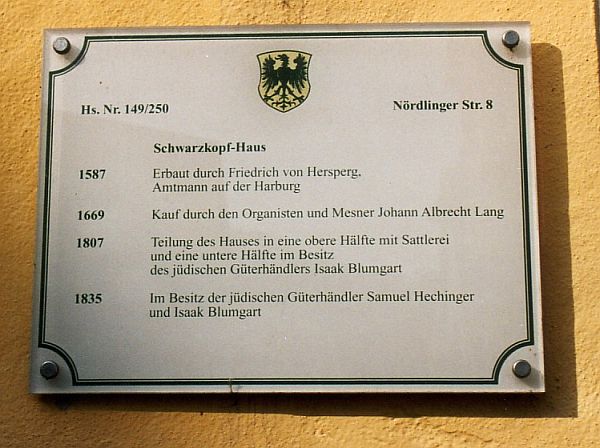 Hs. Nr. 149/250 Nördlinger Str. 8
Schwarzkopf-Haus
1587 Erbaut durch Friedrich von Hersperg,
Amtmann auf der Harburg
1669 Kauf durch den Organisten und Mesner Johann Albrecht Lang
1807 Teilung des Hauses in eine obere Hälfte mit Sattlerei
und eine untere Hälfte im Besitz
des jüdischen Güterhändlers Isaak Blumgart
1835 Im Besitz der jüdischen Güterhändler Samuel Hechinger
und Isaak Blumgart